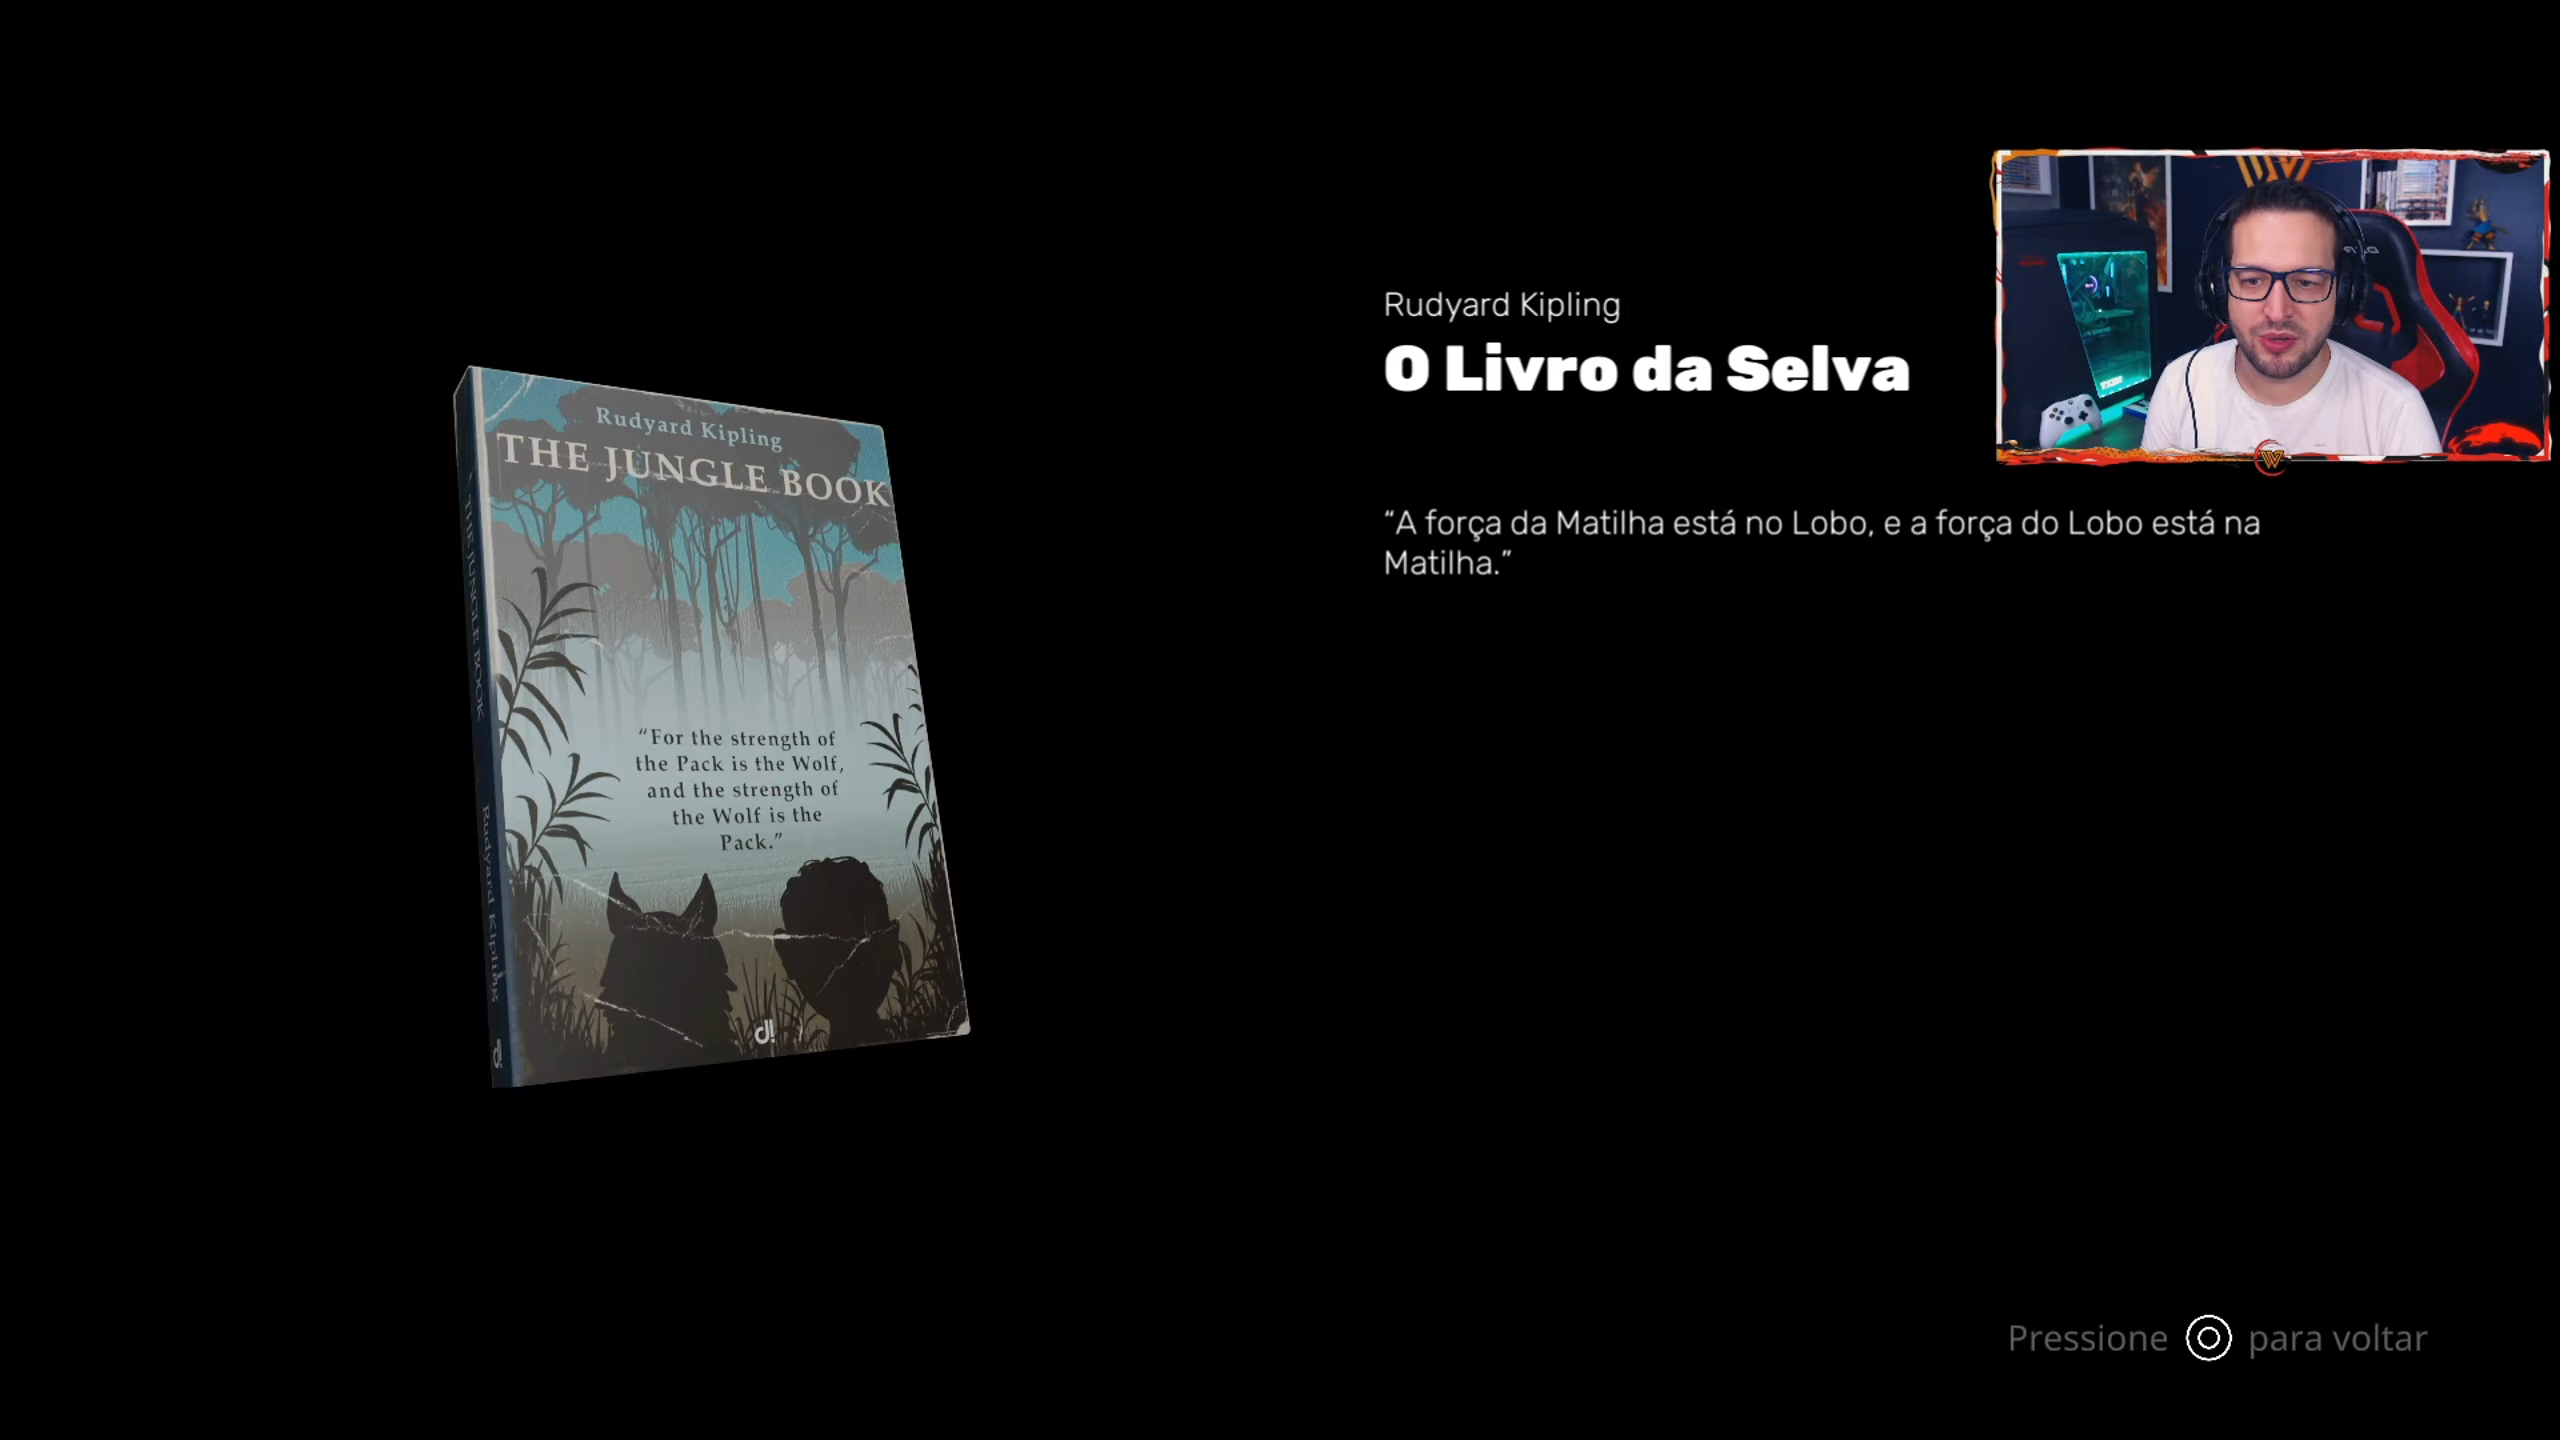 Rudyard Kipling
THE JUNGLE BOOK
“For the strength of
the Pack is the Wolf,
and the strength of
the Wolf is the
Pack.”
d!
THE JUNGLE BOOK
Rudyard Kipling
Rudyard Kipling
O Livro da Selva
“A força da Matilha está no Lobo, e a força do Lobo está na
Matilha.”
Pressione para voltar